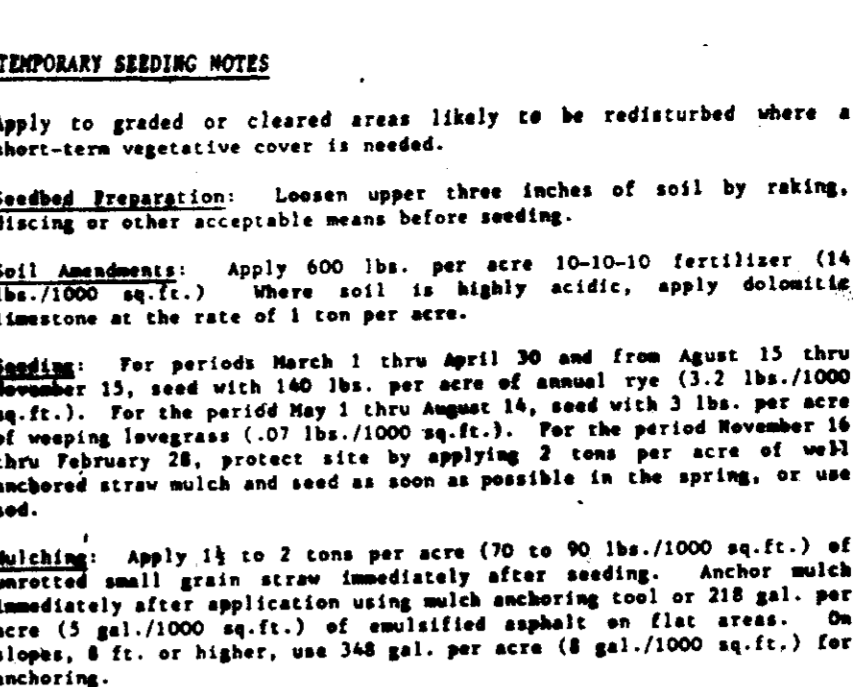 TEMPORARY SEEDING NOTES
Apply to graded or cleared areas likely to be redisturbed where a
short-term vegetative cover is needed.
Seedbed Preparation: Loosen upper three inches of soil by raking,
discing or other acceptable means before seeding.
Soil Amendments: Apply 600 lbs. per acre 10-10-10 fertilizer (14
lbs./1000 sq.ft.) Where soil is highly acidic, apply dolomitic
limestone at the rate of 1 ton per acre.
Seeding: For periods March 1 thru April 30 and from Agust 15 thru
November 15, seed with 140 lbs. per acre of annual rye (3.2 lbs./1000
sq.ft.). For the period May 1 thru August 14, seed with 3 lbs. per acre
of weeping lovegrass (.07 lbs./1000 sq.ft.). For the period November 16
thru February 28, protect site by applying 2 tons per acre of well
anchored straw mulch and seed as soon as possible in the spring, or use
sod.
Mulching: Apply 1½ to 2 tons per acre (70 to 90 lbs./1000 sq.ft.) of
unrotted small grain straw immediately after seeding. Anchor mulch
immediately after application using mulch anchoring tool or 218 gal. per
acre (5 gal./1000 sq.ft.) of emulsified asphalt on flat areas. On
slopes, 8 ft. or higher, use 348 gal. per acre (8 gal./1000 sq.ft.) for
anchoring.